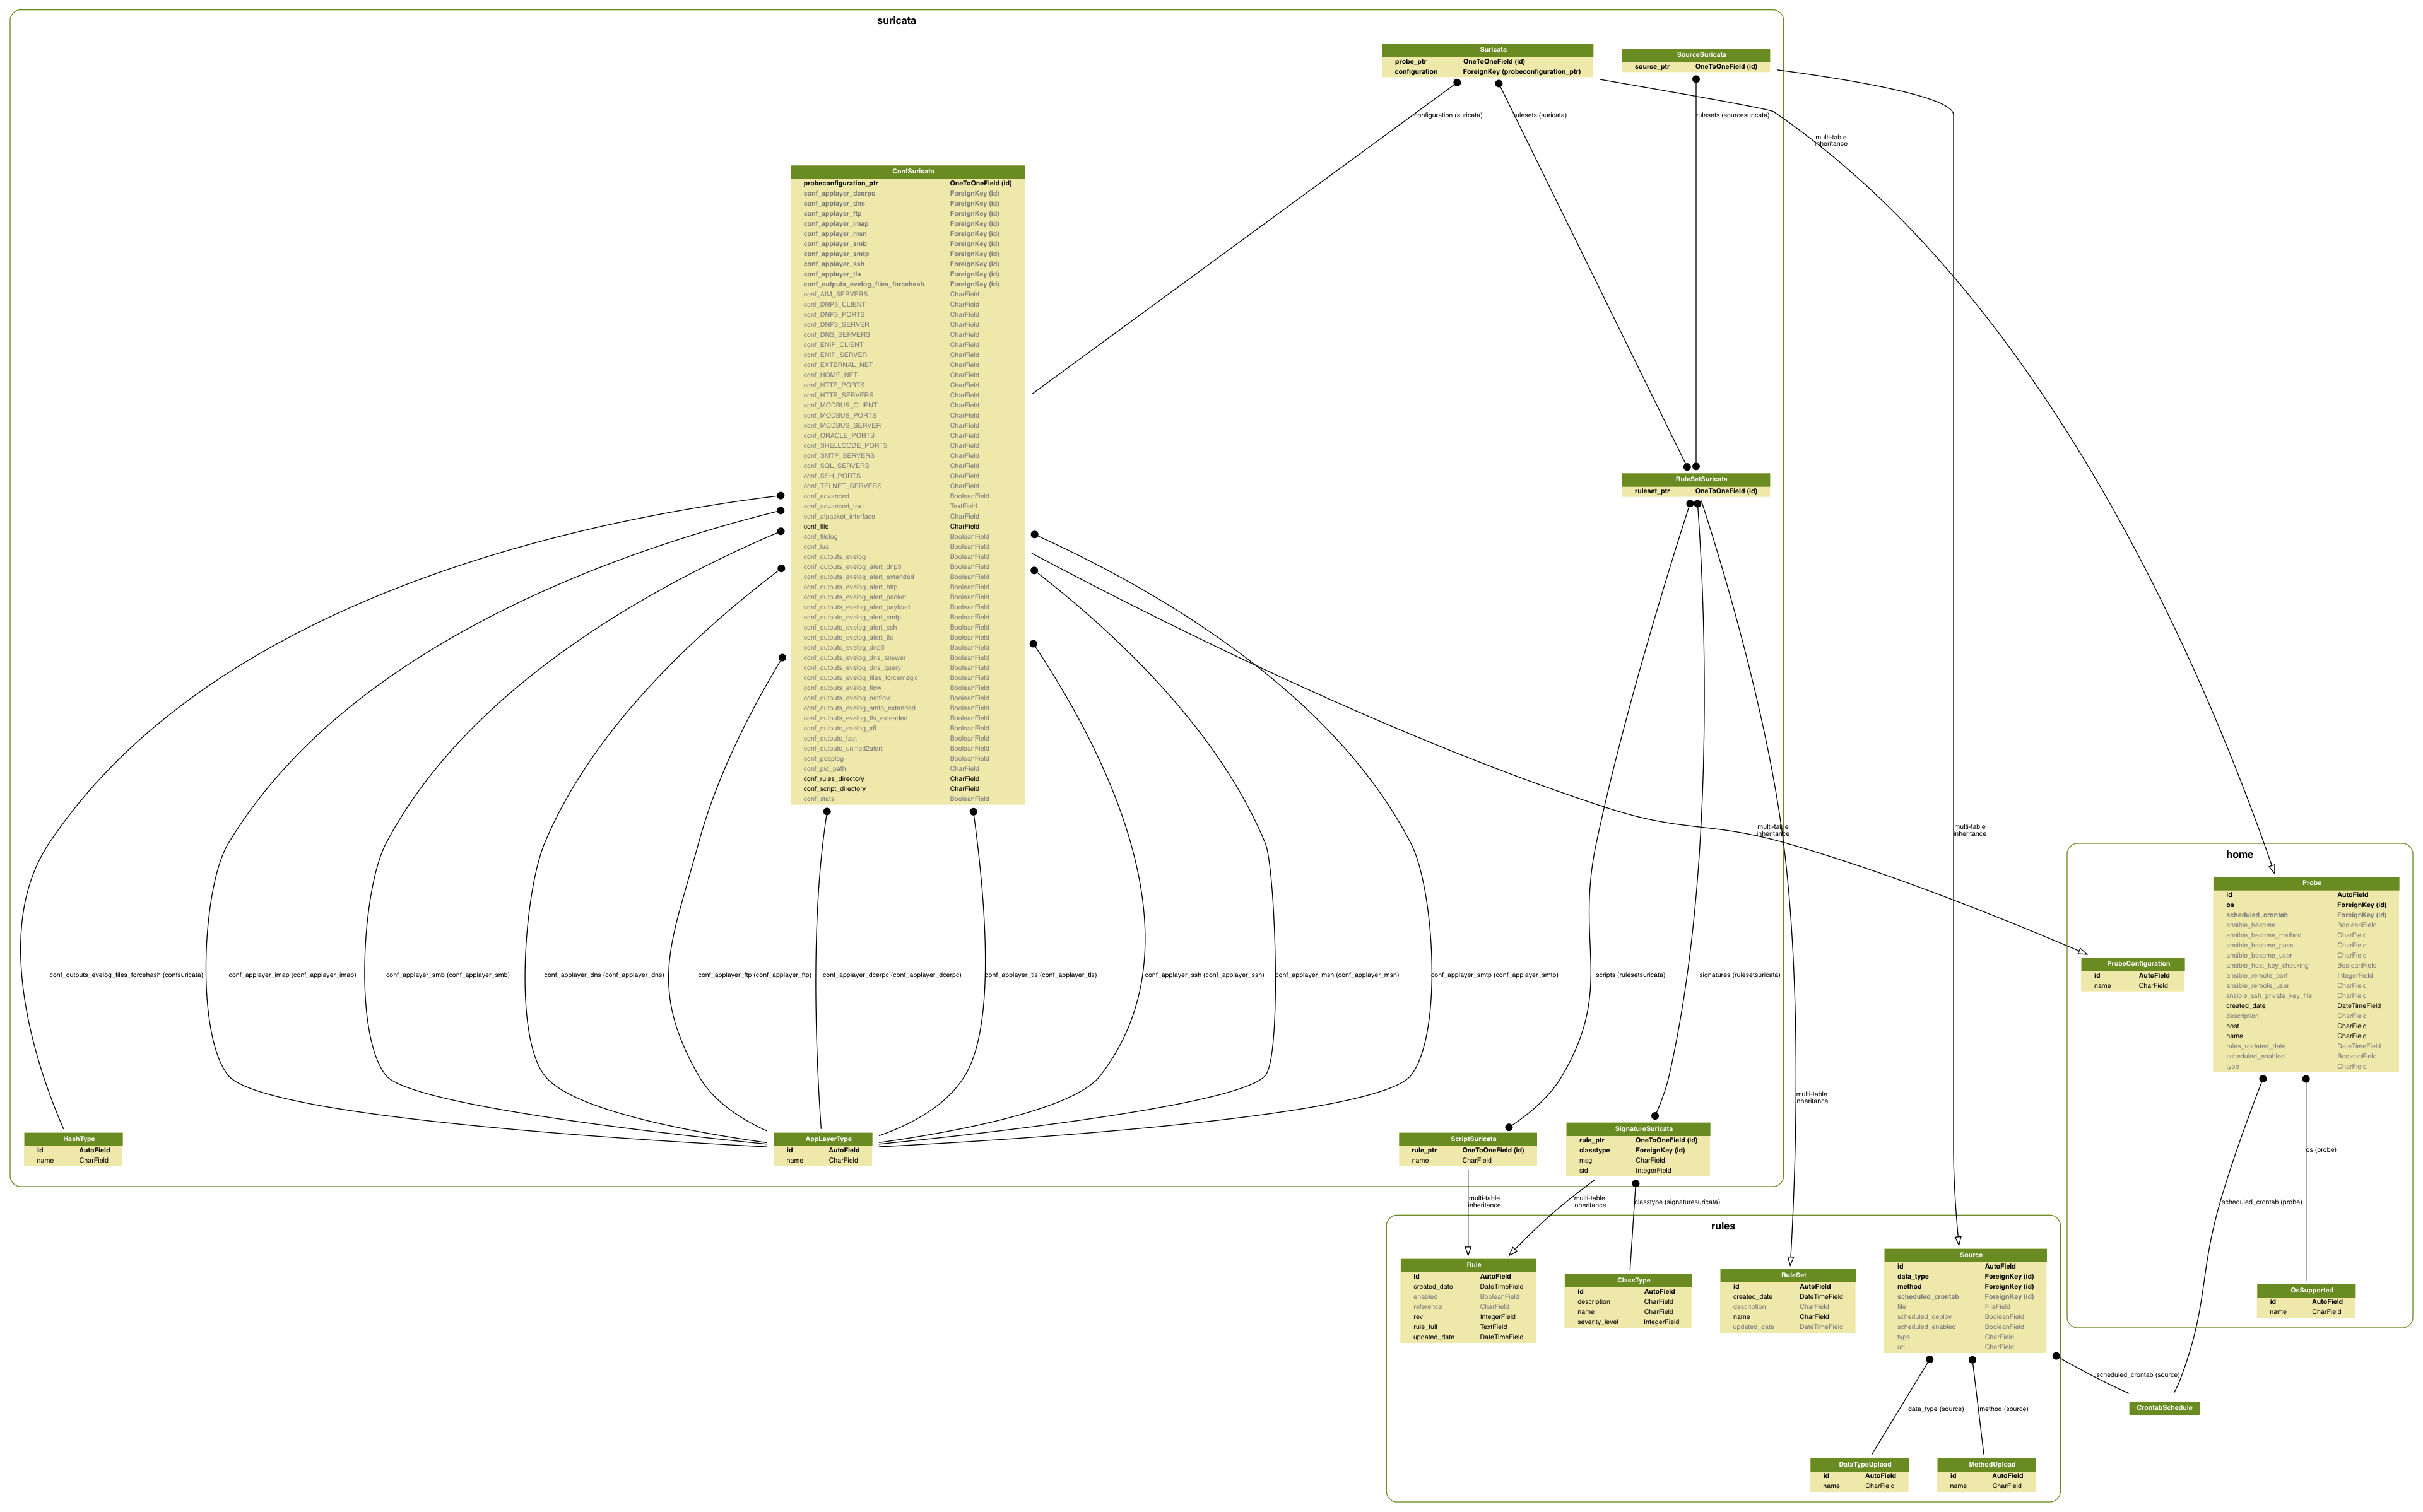 suricata
Suricata
probe_ptr OneToOneField (id)
configuration ForeignKey (probeconfiguration_ptr)
SourceSuricata
source_ptr OneToOneField (id)
configuration (suricata)
rulesets (suricata)
rulesets (sourcesuricata)
multi-table
inheritance
ConfSuricata
probeconfiguration_ptr OneToOneField (id)
conf_applayer_dcerpc ForeignKey (id)
conf_applayer_dns ForeignKey (id)
conf_applayer_ftp ForeignKey (id)
conf_applayer_imap ForeignKey (id)
conf_applayer_msn ForeignKey (id)
conf_applayer_smb ForeignKey (id)
conf_applayer_smtp ForeignKey (id)
conf_applayer_ssh ForeignKey (id)
conf_applayer_tls ForeignKey (id)
conf_outputs_evelog_files_forcehash ForeignKey (id)
conf_AIM_SERVERS CharField
conf_DNP3_CLIENT CharField
conf_DNP3_PORTS CharField
conf_DNP3_SERVER CharField
conf_DNS_SERVERS CharField
conf_ENIP_CLIENT CharField
conf_ENIP_SERVER CharField
conf_EXTERNAL_NET CharField
conf_HOME_NET CharField
conf_HTTP_PORTS CharField
conf_HTTP_SERVERS CharField
conf_MODBUS_CLIENT CharField
conf_MODBUS_PORTS CharField
conf_MODBUS_SERVER CharField
conf_ORACLE_PORTS CharField
conf_SHELLCODE_PORTS CharField
conf_SMTP_SERVERS CharField
conf_SQL_SERVERS CharField
conf_SSH_PORTS CharField
conf_TELNET_SERVERS CharField
conf_advanced BooleanField
conf_advanced_text TextField
conf_afpacket_interface CharField
conf_file CharField
conf_filelog BooleanField
conf_lua BooleanField
conf_outputs_evelog BooleanField
conf_outputs_evelog_alert_dnp3 BooleanField
conf_outputs_evelog_alert_extended BooleanField
conf_outputs_evelog_alert_http BooleanField
conf_outputs_evelog_alert_packet BooleanField
conf_outputs_evelog_alert_payload BooleanField
conf_outputs_evelog_alert_smtp BooleanField
conf_outputs_evelog_alert_ssh BooleanField
conf_outputs_evelog_alert_tls BooleanField
conf_outputs_evelog_dnp3 BooleanField
conf_outputs_evelog_dns_answer BooleanField
conf_outputs_evelog_dns_query BooleanField
conf_outputs_evelog_files_forcemagic BooleanField
conf_outputs_evelog_flow BooleanField
conf_outputs_evelog_netflow BooleanField
conf_outputs_evelog_smtp_extended BooleanField
conf_outputs_evelog_tls_extended BooleanField
conf_outputs_evelog_xff BooleanField
conf_outputs_fast BooleanField
conf_outputs_unified2alert BooleanField
conf_pcaplog BooleanField
conf_pid_path CharField
conf_rules_directory CharField
conf_script_directory CharField
conf_stats BooleanField
RuleSetSuricata
ruleset_ptr OneToOneField (id)
multi-table
inheritance
multi-table
inheritance
home
Probe
id AutoField
os ForeignKey (id)
scheduled_crontab ForeignKey (id)
ansible_become BooleanField
ansible_become_method CharField
ansible_become_pass CharField
ansible_become_user CharField
ansible_host_key_checking BooleanField
ansible_remote_port IntegerField
ansible_remote_user CharField
ansible_ssh_private_key_file CharField
created_date DateTimeField
description CharField
host CharField
name CharField
rules_updated_date DateTimeField
scheduled_enabled BooleanField
type CharField
ProbeConfiguration
id AutoField
name CharField
conf_outputs_evelog_files_forcehash (confsuricata)
conf_applayer_imap (conf_applayer_imap)
conf_applayer_smb (conf_applayer_smb)
conf_applayer_dns (conf_applayer_dns)
conf_applayer_ftp (conf_applayer_ftp)
conf_applayer_dcerpc (conf_applayer_dcerpc)
conf_applayer_tls (conf_applayer_tls)
conf_applayer_ssh (conf_applayer_ssh)
conf_applayer_msn (conf_applayer_msn)
conf_applayer_smtp (conf_applayer_smtp)
scripts (rulesetsuricata)
signatures (rulesetsuricata)
multi-table
inheritance
HashType
id AutoField
name CharField
AppLayerType
id AutoField
name CharField
ScriptSuricata
rule_ptr OneToOneField (id)
name CharField
SignatureSuricata
rule_ptr OneToOneField (id)
classtype ForeignKey (id)
msg CharField
sid IntegerField
os (probe)
multi-table
inheritance
multi-table
inheritance
classtype (signaturesuricata)
scheduled_crontab (probe)
rules
Rule
id AutoField
created_date DateTimeField
enabled BooleanField
reference CharField
rev IntegerField
rule_full TextField
updated_date DateTimeField
ClassType
id AutoField
description CharField
name CharField
severity_level IntegerField
RuleSet
id AutoField
created_date DateTimeField
description CharField
name CharField
updated_date DateTimeField
Source
id AutoField
data_type ForeignKey (id)
method ForeignKey (id)
scheduled_crontab ForeignKey (id)
file FileField
scheduled_deploy BooleanField
scheduled_enabled BooleanField
type CharField
uri CharField
OsSupported
id AutoField
name CharField
scheduled_crontab (source)
data_type (source)
method (source)
CrontabSchedule
DataTypeUpload
id AutoField
name CharField
MethodUpload
id AutoField
name CharField